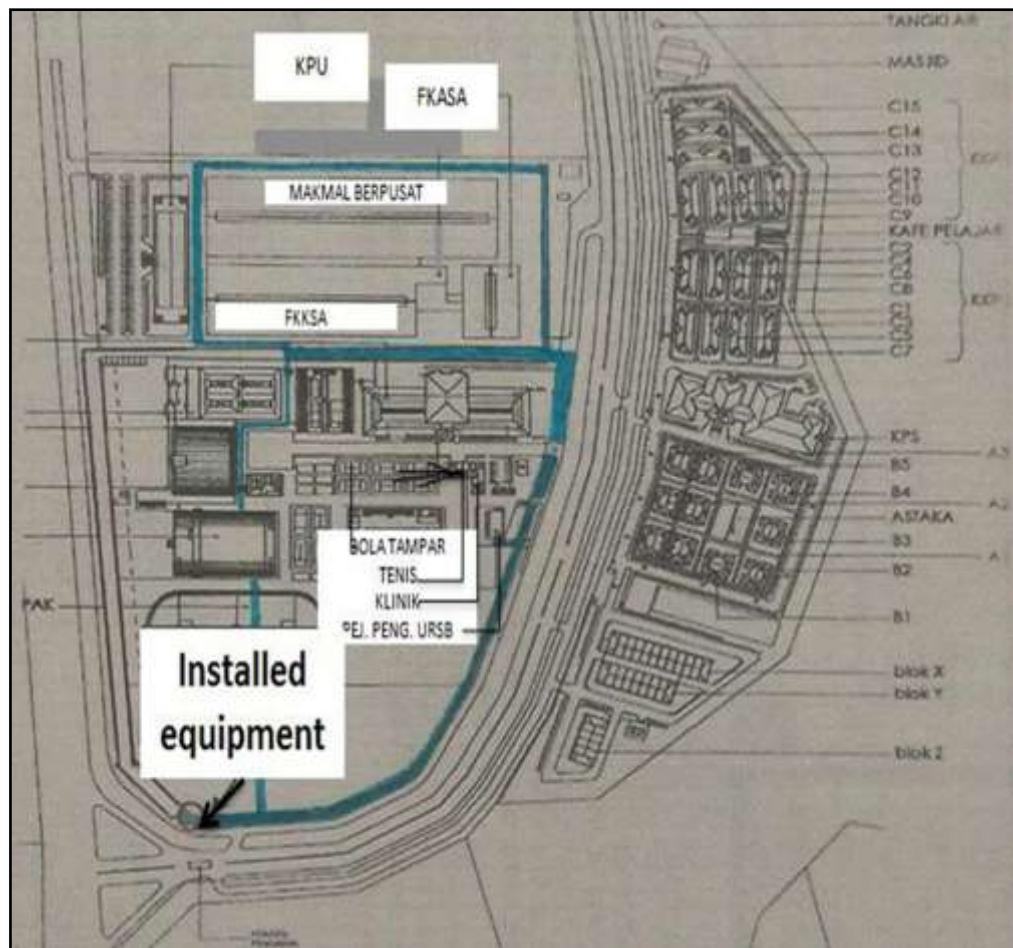 KPU
FKASA
MAKMAL BERPUSAT
FKKSA
BOLA TAMPAR
TENIS
KLINIK
PEJ. PENG. URSB
PAK
Installed
equipment
TANGKI AIR
MASJID
C15
C14
C13
C12
C11
C10
C9
KAFE PELAJAR
C8
KPS
B5
B4
ASTAKA
B3
B2
B1
A3
A2
A
blok X
blok Y
blok Z